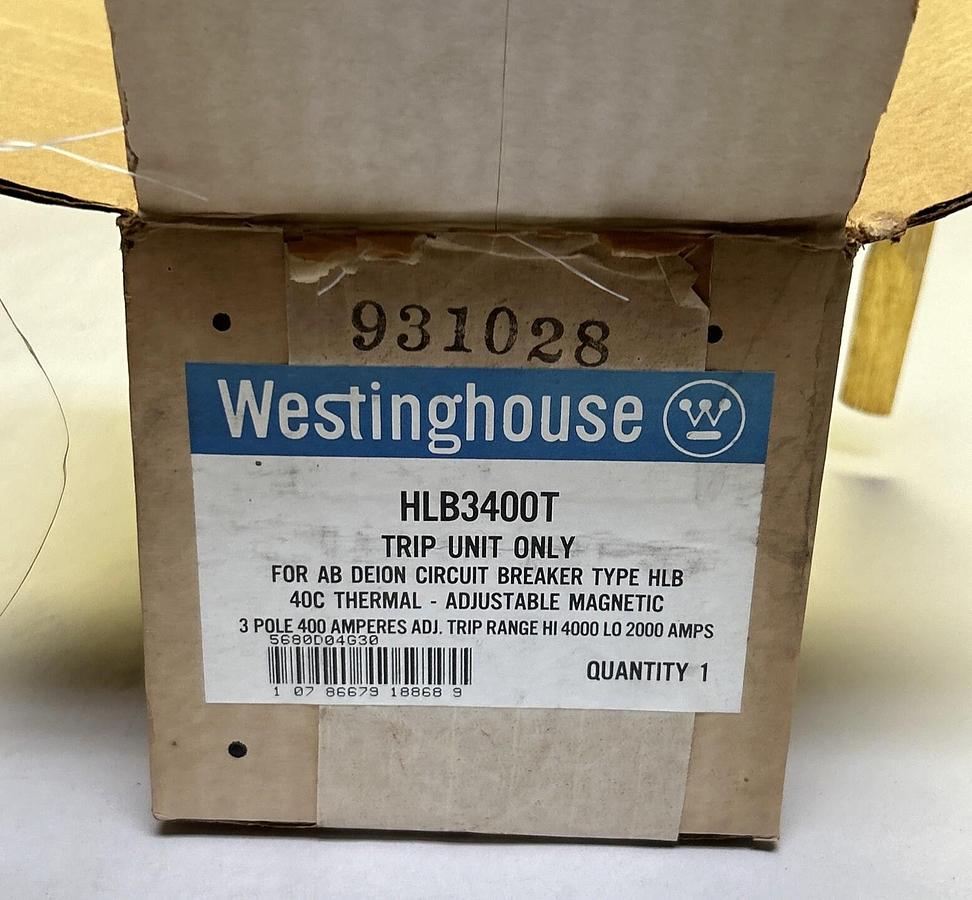 931028
Westinghouse
HLB3400T
TRIP UNIT ONLY
FOR AB DEION CIRCUIT BREAKER TYPE HLB
40C THERMAL - ADJUSTABLE MAGNETIC
3 POLE 400 AMPERES ADJ. TRIP RANGE HI 4000 LO 2000 AMPS
5680D04G30
1 07 86679 18868 9
QUANTITY 1